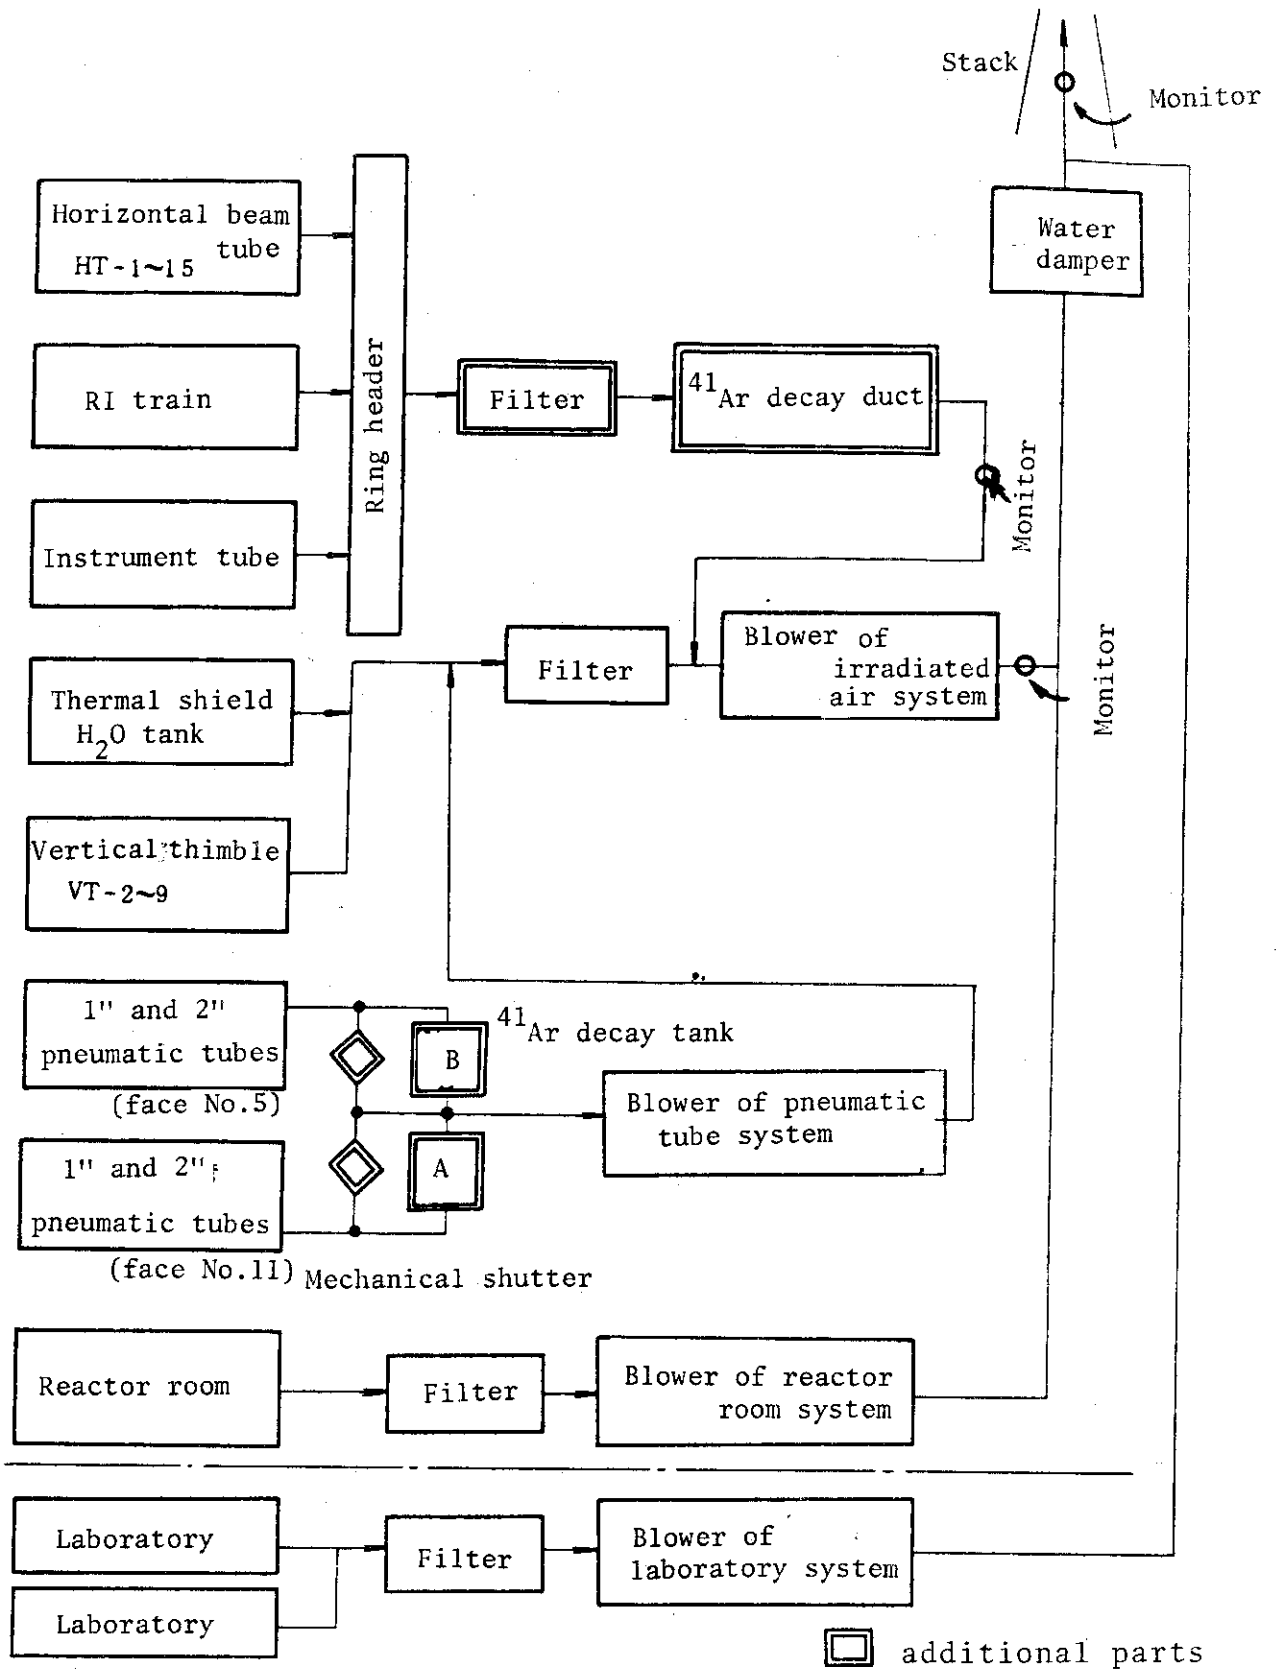 Stack
Monitor
Horizontal beam
tube
HT-1~15
Water
damper
RI train
Ring header
Filter
41Ar decay duct
Monitor
Instrument tube
Blower of
irradiated
air system
Filter
Monitor
Thermal shield
H2O tank
Vertical thimble
VT-2~9
1" and 2"
pneumatic tubes
(face No.5)
B
41Ar decay tank
Blower of pneumatic
tube system
1" and 2"
pneumatic tubes
(face No.11)
A
Mechanical shutter
Reactor room
Filter
Blower of reactor
room system
Laboratory
Filter
Blower of
laboratory system
Laboratory
additional parts